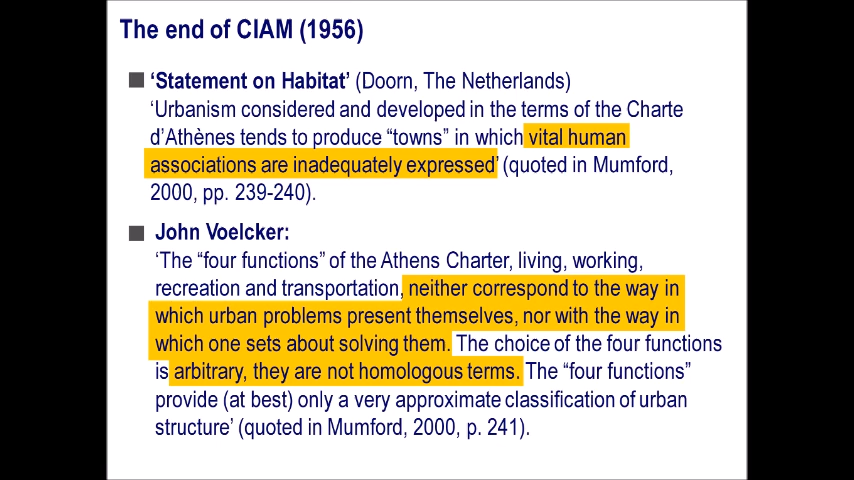 The end of CIAM (1956)
‘Statement on Habitat’ (Doorn, The Netherlands)
‘Urbanism considered and developed in the terms of the Charte
d’Athènes tends to produce “towns” in which vital human
associations are inadequately expressed’ (quoted in Mumford,
2000, pp. 239-240).
John Voelcker:
‘The “four functions” of the Athens Charter, living, working,
recreation and transportation, neither correspond to the way in
which urban problems present themselves, nor with the way in
which one sets about solving them. The choice of the four functions
is arbitrary, they are not homologous terms. The “four functions”
provide (at best) only a very approximate classification of urban
structure’ (quoted in Mumford, 2000, p. 241).